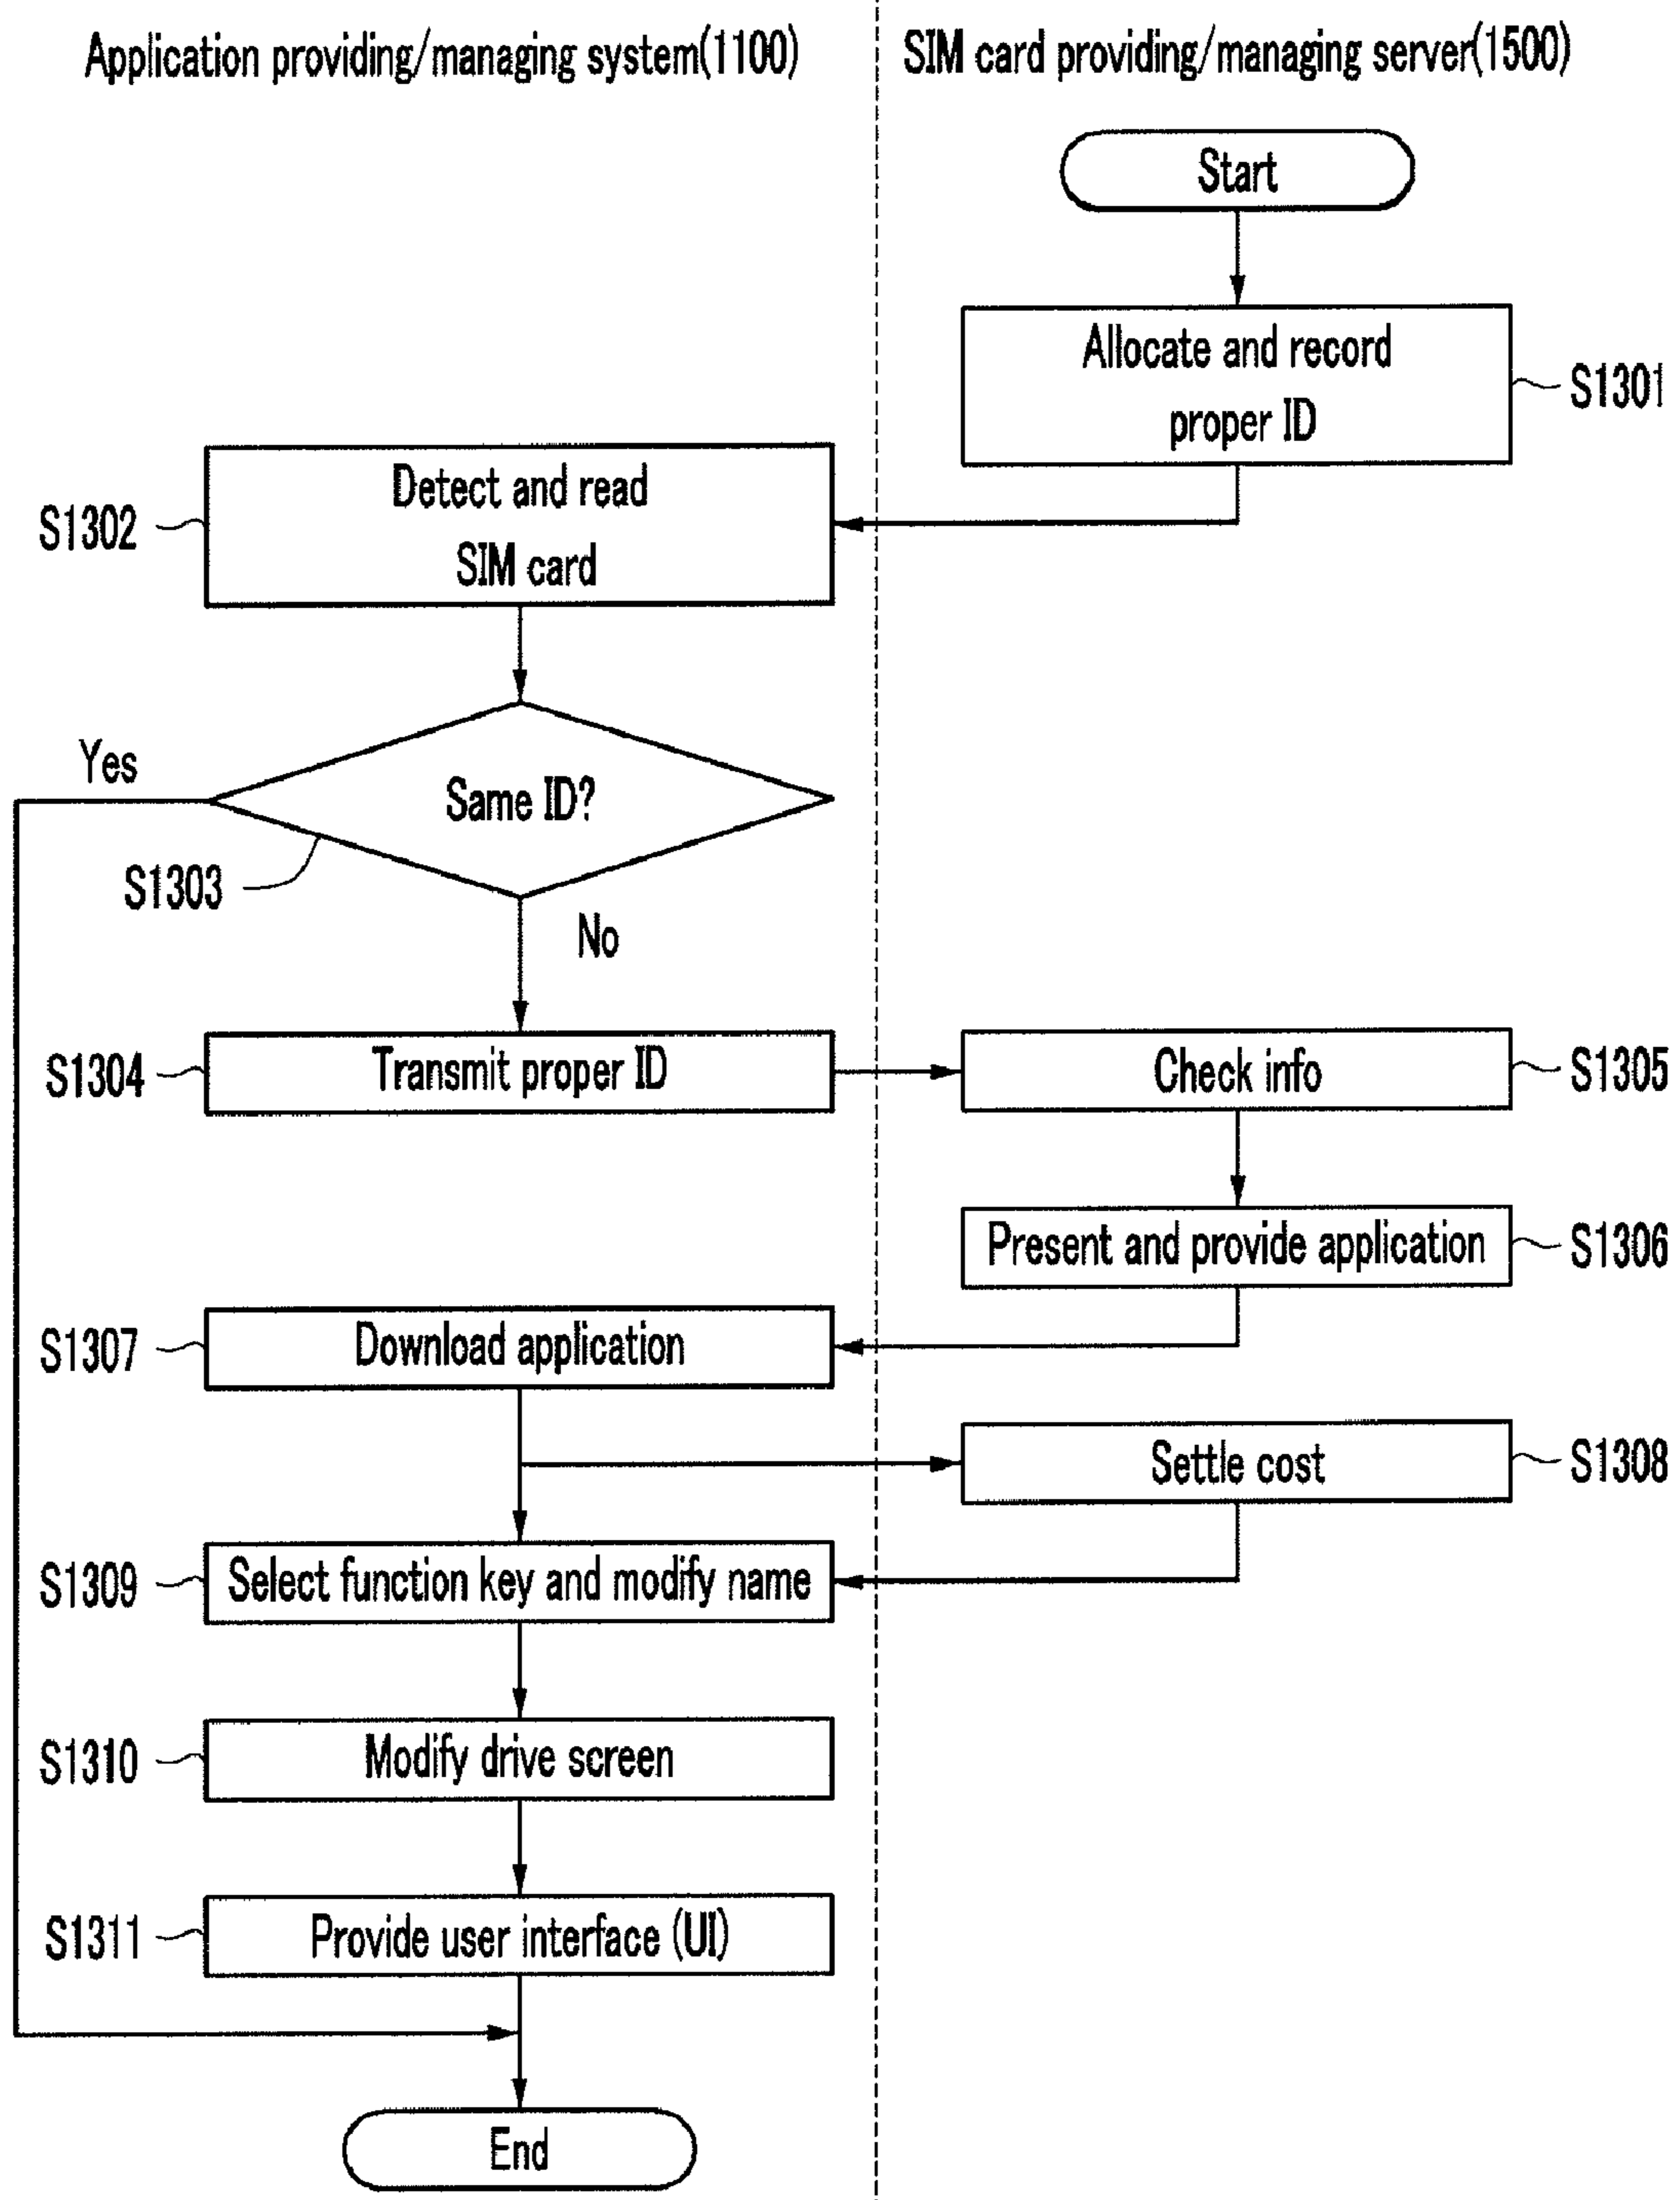 Application providing/managing system(1100)
SIM card providing/managing server(1500)
Start
Allocate and record
proper ID
S1301
Detect and read
SIM card
S1302
Yes
Same ID?
S1303
No
S1304
Transmit proper ID
Check info
S1305
Present and provide application
S1306
S1307
Download application
Settle cost
S1308
S1309
Select function key and modify name
S1310
Modify drive screen
S1311
Provide user interface (UI)
End